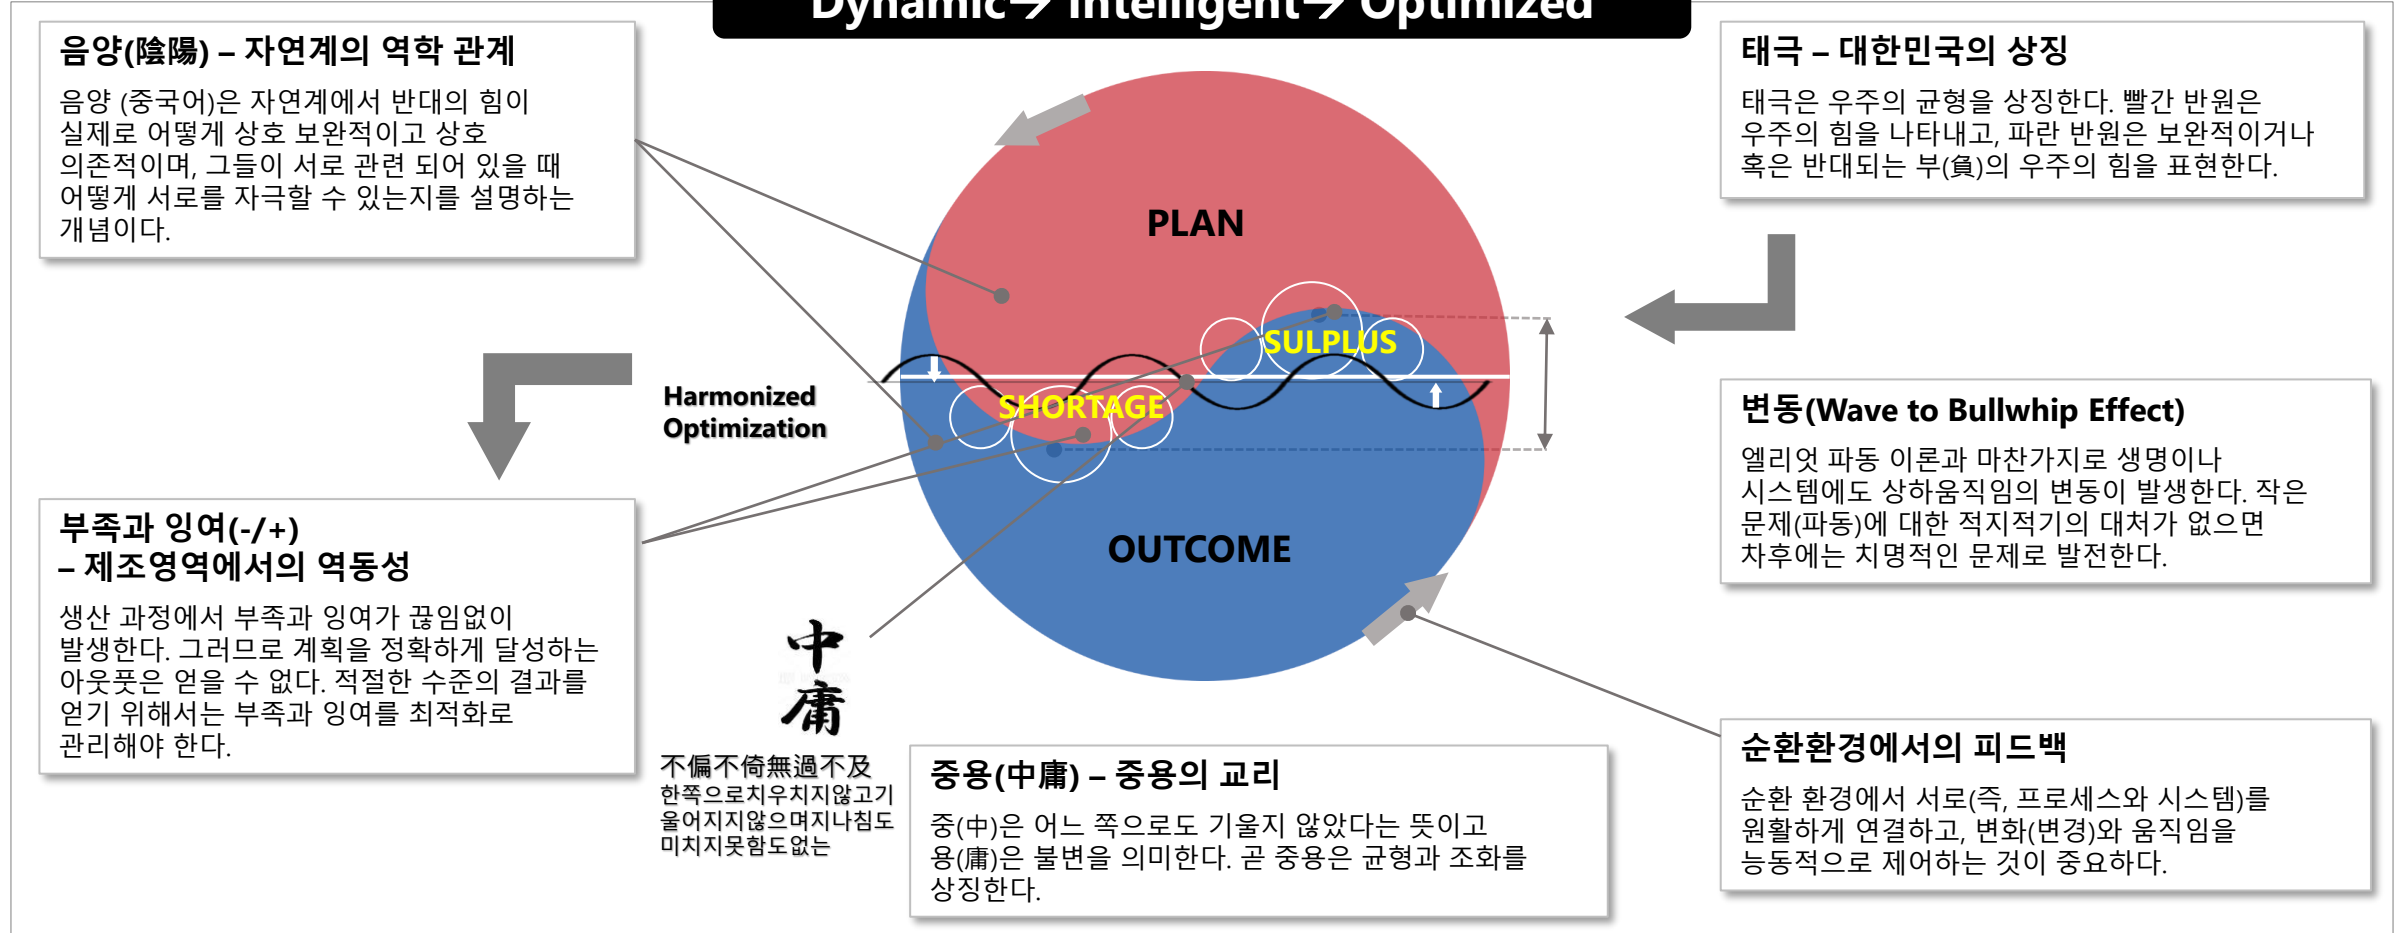 Dynamic→ Intelligent→ Optimized
음양(陰陽) – 자연계의 역학 관계
음양 (중국어)은 자연계에서 반대의 힘이
실제로 어떻게 상호 보완적이고 상호
의존적이며, 그들이 서로 관련 되어 있을 때
어떻게 서로를 자극할 수 있는지를 설명하는
개념이다.
태극 – 대한민국의 상징
태극은 우주의 균형을 상징한다. 빨간 반원은
우주의 힘을 나타내고, 파란 반원은 보완적이거나
혹은 반대되는 부(負)의 우주의 힘을 표현한다.
PLAN
SULPLUS
SHORTAGE
OUTCOME
Harmonized
Optimization
변동(Wave to Bullwhip Effect)
엘리엇 파동 이론과 마찬가지로 생명이나
시스템에도 상하움직임의 변동이 발생한다. 작은
문제(파동)에 대한 적지적기의 대처가 없으면
차후에는 치명적인 문제로 발전한다.
부족과 잉여(-/+)
– 제조영역에서의 역동성
생산 과정에서 부족과 잉여가 끊임없이
발생한다. 그러므로 계획을 정확하게 달성하는
아웃풋은 얻을 수 없다. 적절한 수준의 결과를
얻기 위해서는 부족과 잉여를 최적화로
관리해야 한다.
中
庸
不偏不倚無過不及
한쪽으로치우치지않고기
울어지지않으며지나침도
미치지못함도없는
중용(中庸) – 중용의 교리
중(中)은 어느 쪽으로도 기울지 않았다는 뜻이고
용(庸)은 불변을 의미한다. 곧 중용은 균형과 조화를
상징한다.
순환환경에서의 피드백
순환 환경에서 서로(즉, 프로세스와 시스템)를
원활하게 연결하고, 변화(변경)와 움직임을
능동적으로 제어하는 것이 중요하다.